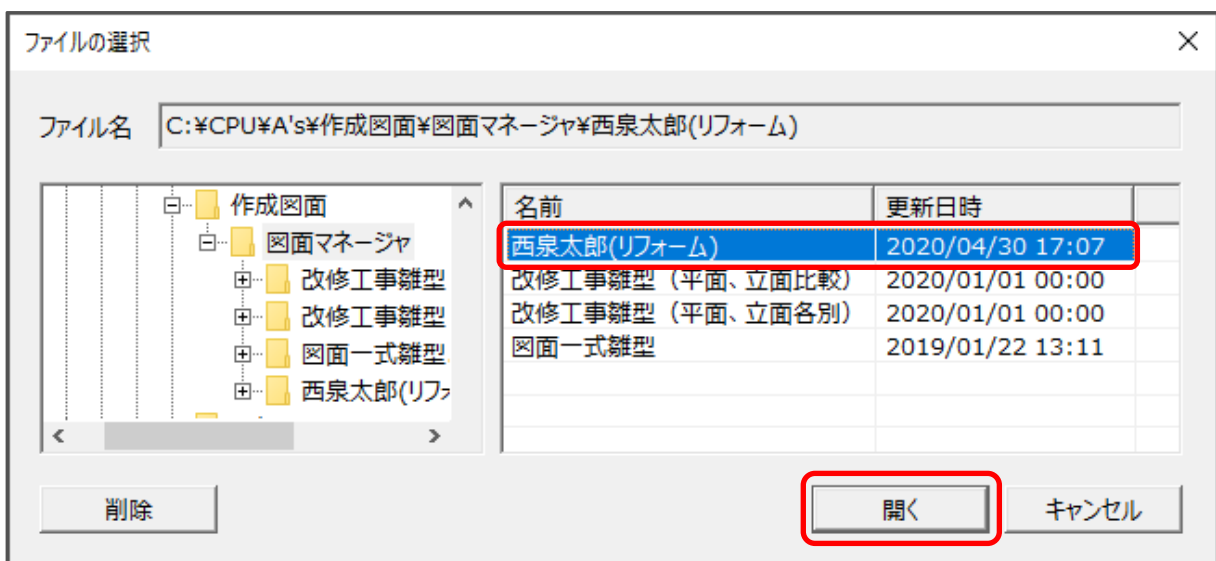 ファイルの選択
ファイル名 C:¥CPU¥A's¥作成図面¥図面マネージャ¥西泉太郎(リフォーム)
作成図面
図面マネージャ
改修工事雛型
改修工事雛型
図面一式雛型
西泉太郎(リフォ
名前 更新日時
西泉太郎(リフォーム) 2020/04/30 17:07
改修工事雛型（平面、立面比較） 2020/01/01 00:00
改修工事雛型（平面、立面各別） 2020/01/01 00:00
図面一式雛型 2019/01/22 13:11
削除 開く キャンセル